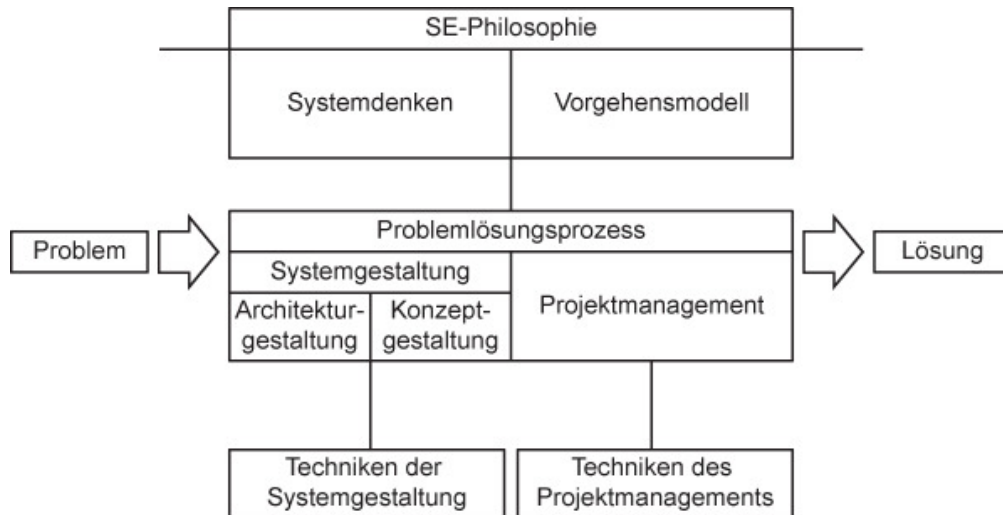 SE-Philosophie
Systemdenken
Vorgehensmodell
Problemlösungsprozess
Problem
Lösung
Systemgestaltung
Projektmanagement
Architektur-
gestaltung
Konzept-
gestaltung
Techniken der
Systemgestaltung
Techniken des
Projektmanagements